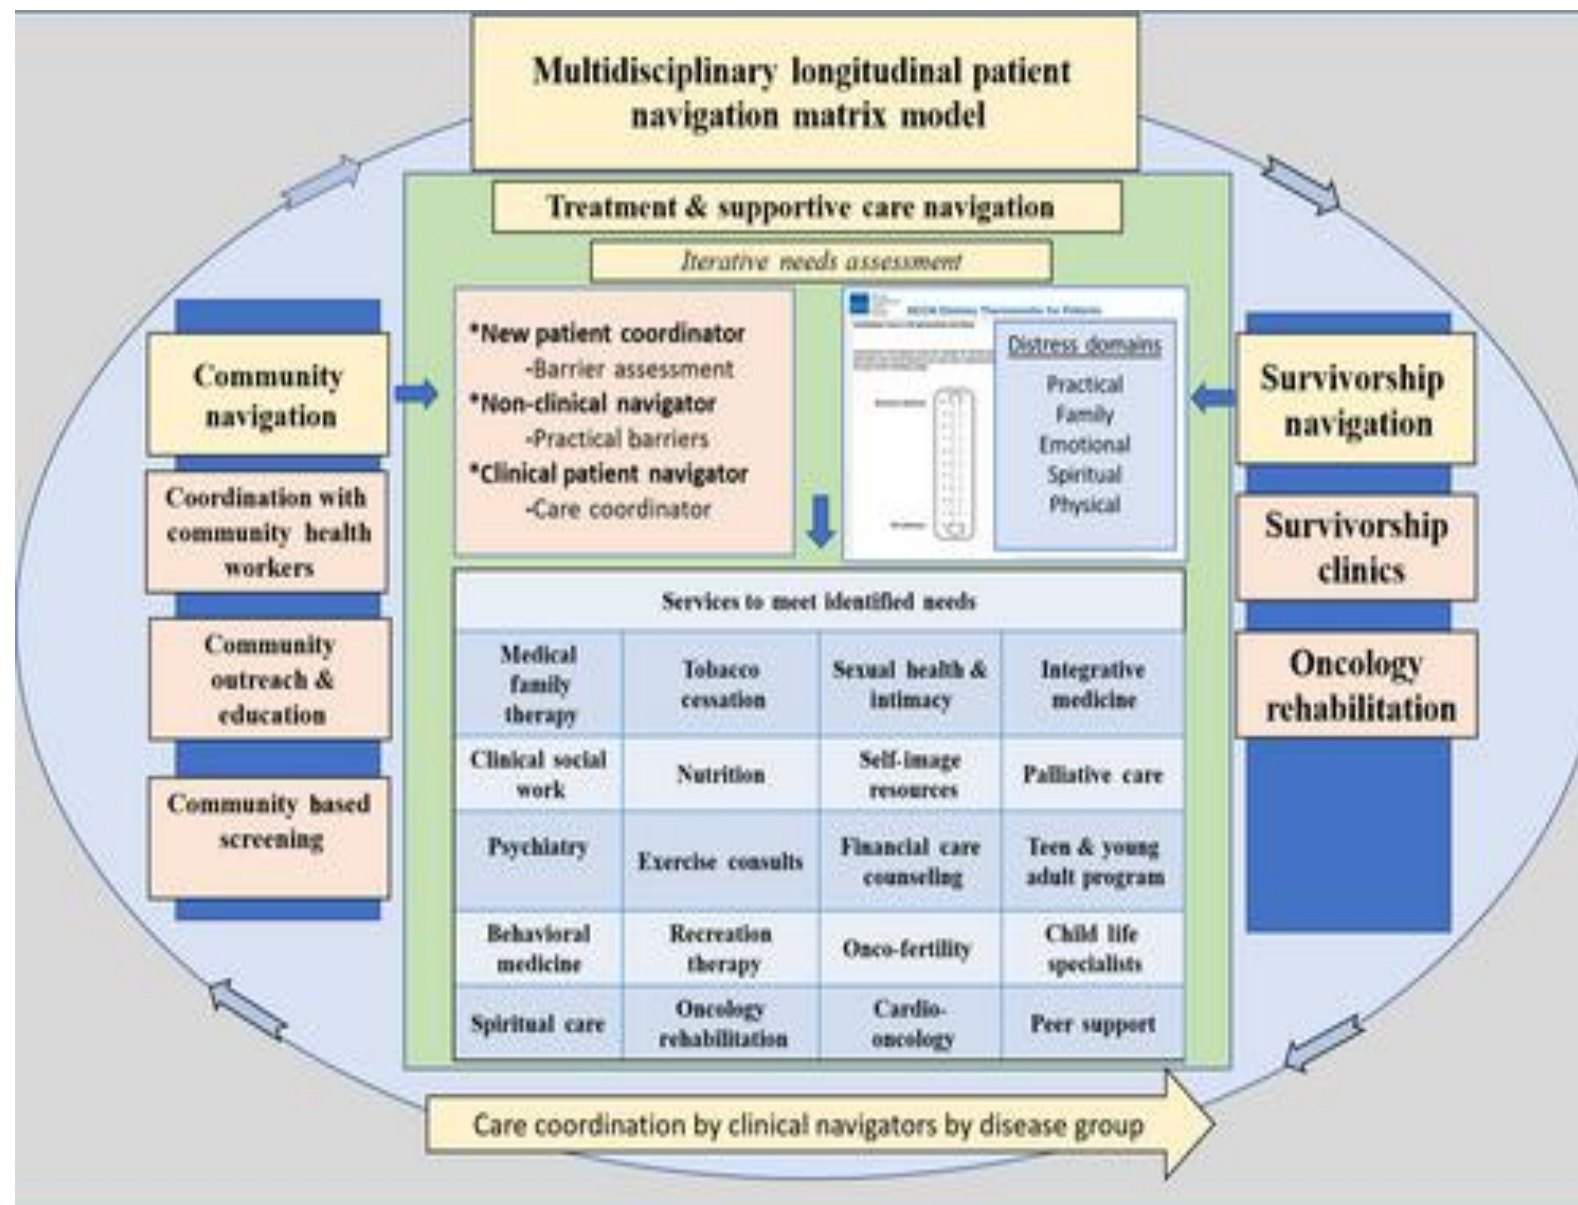 Multidisciplinary longitudinal patient
navigation matrix model
Treatment & supportive care navigation
Iterative needs assessment
Community
navigation
Coordination with
community health
workers
Community
outreach &
education
Community based
screening
*New patient coordinator
-Barrier assessment
*Non-clinical navigator
-Practical barriers
*Clinical patient navigator
-Care coordinator
Distress domains
Practical
Family
Emotional
Spiritual
Physical
Survivorship
navigation
Survivorship
clinics
Oncology
rehabilitation
Services to meet identified needs
Medical
family
therapy
Tobacco
cessation
Sexual health &
intimacy
Integrative
medicine
Clinical social
work
Nutrition
Self-image
resources
Palliative care
Psychiatry
Exercise consults
Financial care
counseling
Teen & young
adult program
Behavioral
medicine
Recreation
therapy
Onco-fertility
Child life
specialists
Spiritual care
Oncology
rehabilitation
Cardio-
oncology
Peer support
Care coordination by clinical navigators by disease group